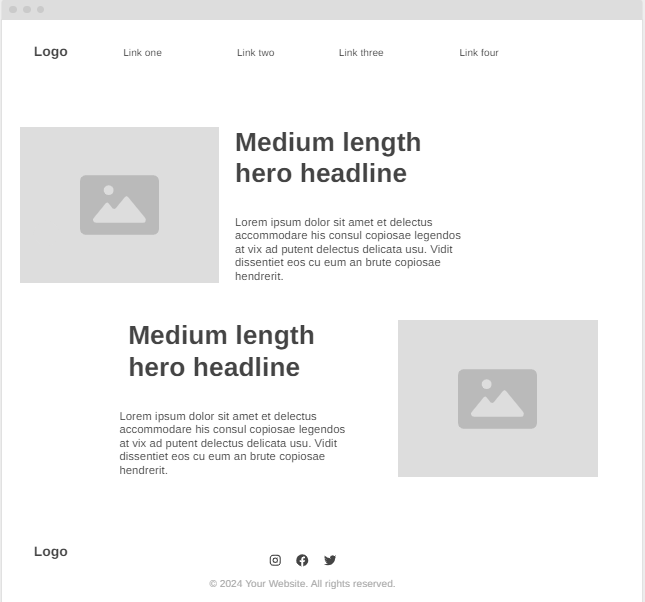 Logo
Link one
Link two
Link three
Link four
Medium length
hero headline
Lorem ipsum dolor sit amet et delectus
accommodare his consul copiosae legendos
at vix ad putent delectus delicata usu. Vidit
dissentiet eos cu eum an brute copiosae
hendrerit.
Medium length
hero headline
Lorem ipsum dolor sit amet et delectus
accommodare his consul copiosae legendos
at vix ad putent delectus delicata usu. Vidit
dissentiet eos cu eum an brute copiosae
hendrerit.
Logo
© 2024 Your Website. All rights reserved.